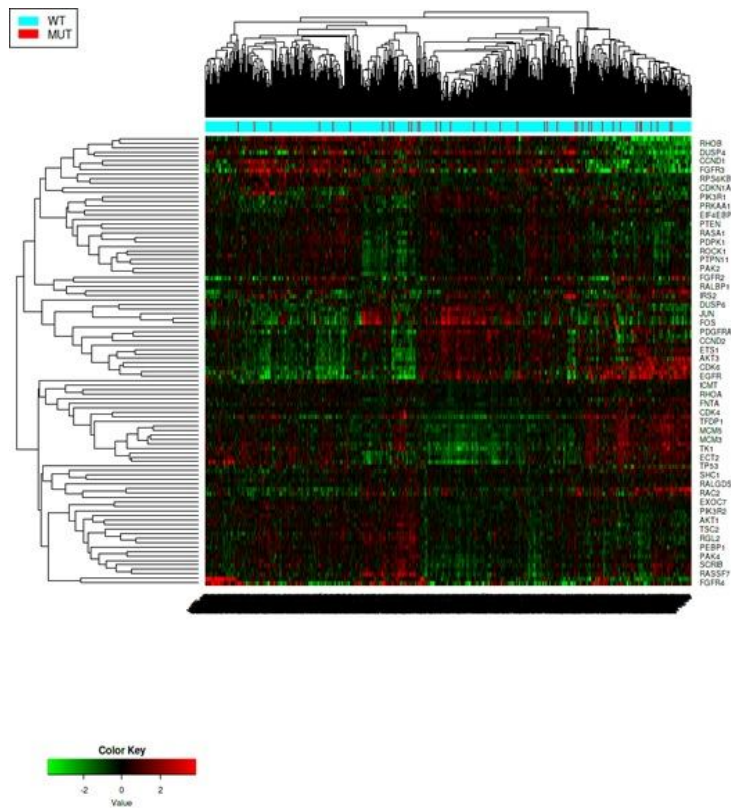 WT
MUT
RHOB
DUSP4
CCND1
FGFR3
RPS6KB
CDKN1A
PIK3R1
PRKAA1
EIF4EBP
PTEN
RASA1
PDPK1
ROCK1
PTPN11
PAK2
FGFR2
RALBP1
IRS2
DUSP6
JUN
FOS
PDGFRA
CCND2
ETS1
AKT3
CDK6
EGFR
ICMT
RHOA
FNTA
CDK4
TFDP1
MCM5
MCM3
TK1
ECT2
TP53
SHC1
RALGDS
RAC2
EXOC7
PIK3R2
AKT1
TSC2
RGL2
PEBP1
PAK4
SCRIB
RASSF7
FGFR4
Color Key
-2 0 2
Value